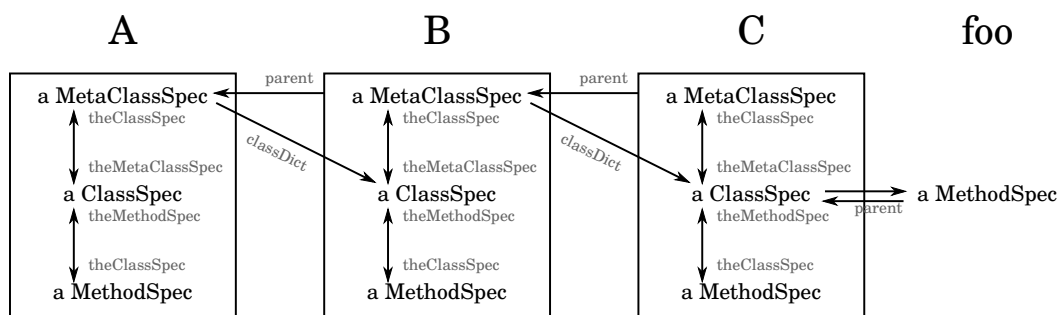 A B C foo
parent parent
a MetaClassSpec a MetaClassSpec a MetaClassSpec
theClassSpec theClassSpec theClassSpec
classDict classDict
theMetaClassSpec theMetaClassSpec theMetaClassSpec
a ClassSpec a ClassSpec a ClassSpec a MethodSpec
theMethodSpec theMethodSpec theMethodSpec parent
theClassSpec theClassSpec theClassSpec
a MethodSpec a MethodSpec a MethodSpec